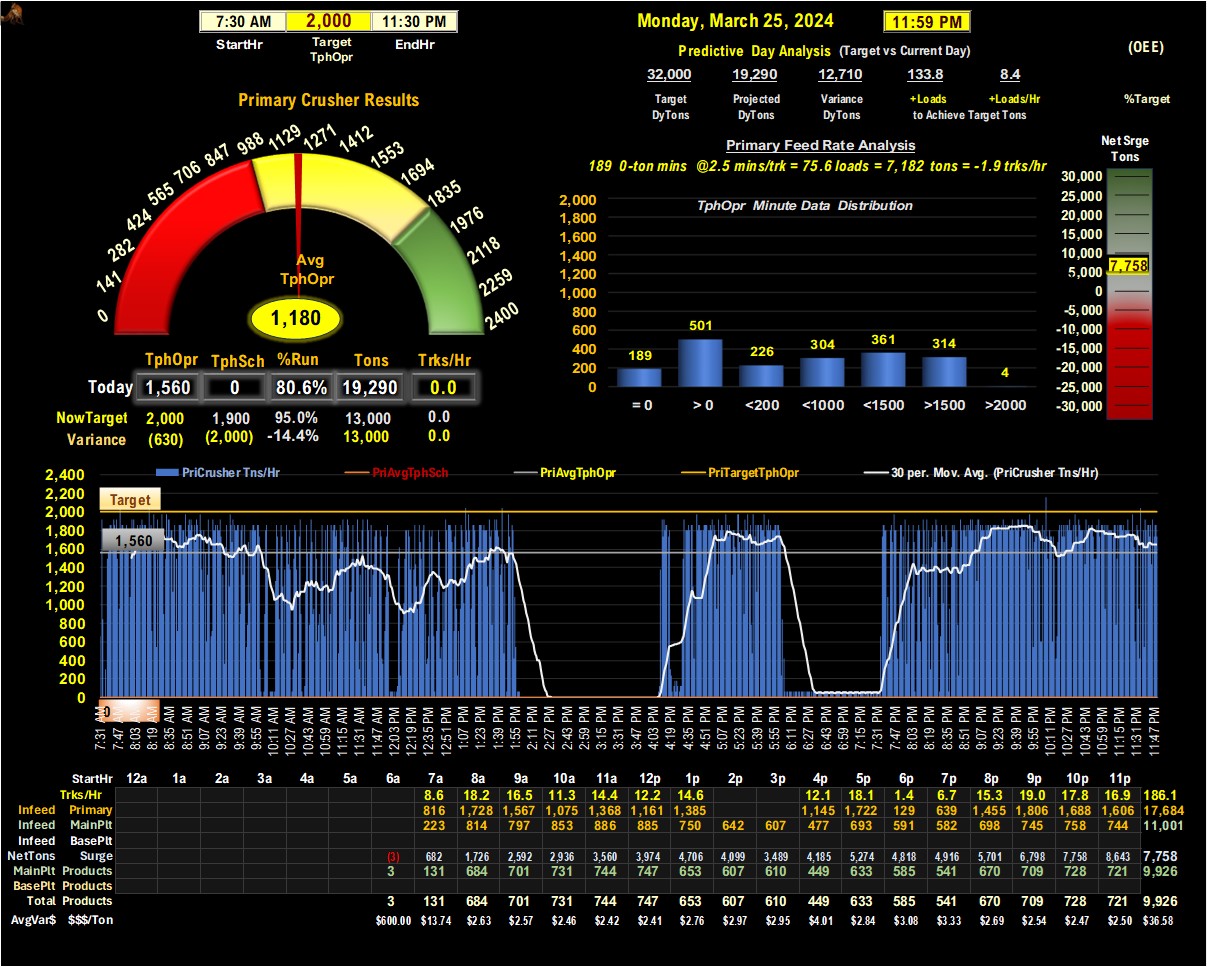 7:30 AM 2,000 11:30 PM
StartHr Target TphOpr EndHr
Monday, March 25, 2024 11:59 PM
Predictive Day Analysis (Target vs Current Day)
(OEE)
32,000 19,290 12,710 133.8 8.4
Target Projected Variance +Loads +Loads/Hr
DyTons DyTons DyTons to Achieve Target Tons
%Target
Primary Crusher Results
0 141 282 424 565 706 847 988 1129 1271 1412 1553 1694 1835 1976 2118 2259 2400
Avg
TphOpr
1,180
TphOpr TphSch %Run Tons Trks/Hr
Today 1,560 0 80.6% 19,290 0.0
NowTarget 2,000 1,900 95.0% 13,000 0.0
Variance (630) (2,000) -14.4% 13,000 0.0
Primary Feed Rate Analysis
189 0-ton mins @2.5 mins/trk = 75.6 loads = 7,182 tons = -1.9 trks/hr
TphOpr Minute Data Distribution
2,000
1,800
1,600
1,400
1,200
1,000
800
600
400
200
0
189 501 226 304 361 314 4
= 0 > 0 <200 <1000 <1500 >1500 >2000
Net Srge
Tons
30,000
25,000
20,000
15,000
10,000
7,758
5,000
0
-5,000
-10,000
-15,000
-20,000
-25,000
-30,000
PriCrusher Tns/Hr PriAvgTphSch PriAvgTphOpr PriTargetTphOpr 30 per. Mov. Avg. (PriCrusher Tns/Hr)
2,400
2,200
2,000
1,800
1,600
1,400
1,200
1,000
800
600
400
200
0
Target
1,560
0
7:31 AM 7:47 AM 8:03 AM 8:19 AM 8:35 AM 8:51 AM 9:07 AM 9:23 AM 9:39 AM 9:55 AM 10:11 AM 10:27 AM 10:43 AM 10:59 AM 11:15 AM 11:31 AM 11:47 AM 12:03 PM 12:19 PM 12:35 PM 12:51 PM 1:07 PM 1:23 PM 1:39 PM 1:55 PM 2:11 PM 2:27 PM 2:43 PM 2:59 PM 3:15 PM 3:31 PM 3:47 PM 4:03 PM 4:19 PM 4:35 PM 4:51 PM 5:07 PM 5:23 PM 5:39 PM 5:55 PM 6:11 PM 6:27 PM 6:43 PM 6:59 PM 7:15 PM 7:31 PM 7:47 PM 8:03 PM 8:19 PM 8:35 PM 8:51 PM 9:07 PM 9:23 PM 9:39 PM 9:55 PM 10:11 PM 10:27 PM 10:43 PM 10:59 PM 11:15 PM 11:31 PM 11:47 PM
StartHr 12a 1a 2a 3a 4a 5a 6a 7a 8a 9a 10a 11a 12p 1p 2p 3p 4p 5p 6p 7p 8p 9p 10p 11p
Trks/Hr 8.6 18.2 16.5 11.3 14.4 12.2 14.6 12.1 18.1 1.4 6.7 15.3 19.0 17.8 16.9 186.1
Infeed Primary 816 1,728 1,567 1,075 1,368 1,161 1,385 1,145 1,722 129 639 1,455 1,806 1,688 1,606 17,684
Infeed MainPlt 223 814 797 853 886 885 750 642 607 477 693 591 582 698 745 758 744 11,001
Infeed BasePlt
NetTons Surge (3) 682 1,726 2,592 2,936 3,560 3,974 4,706 4,099 3,489 4,185 5,274 4,818 4,916 5,701 6,798 7,758 8,643 7,758
MainPlt Products 3 131 684 701 731 744 747 653 607 610 449 633 585 541 670 709 728 721 9,926
BasePlt Products
Total Products 3 131 684 701 731 744 747 653 607 610 449 633 585 541 670 709 728 721 9,926
AvgVar$ $$$/Ton $600.00 $13.74 $2.63 $2.57 $2.46 $2.42 $2.41 $2.76 $2.97 $2.95 $4.01 $2.84 $3.08 $3.33 $2.69 $2.54 $2.47 $2.50 $36.58